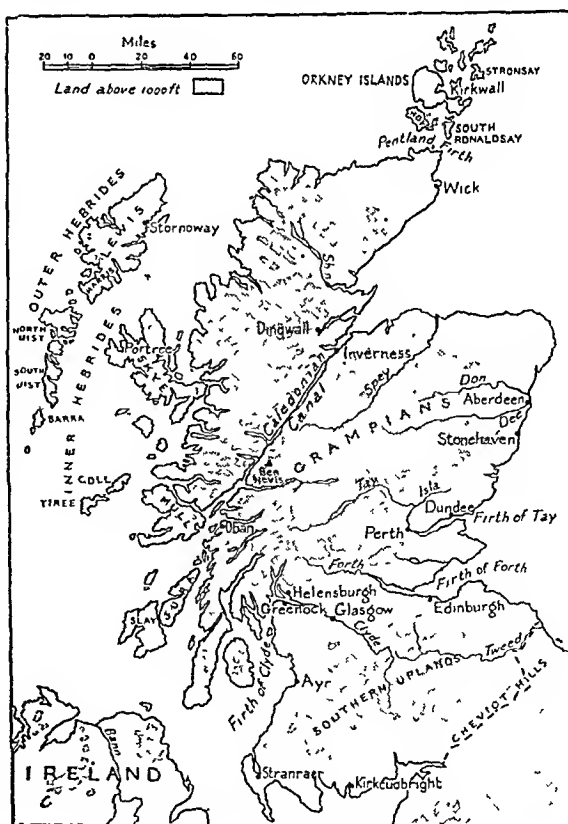 Miles
20 10 0 20 40 60
Land above 1000ft
ORKNEY ISLANDS
STRONSAY
Kirkwall
HOY
SOUTH
RONALDSAY
Pentland Firth
Wick
OUTER HEBRIDES
LEWIS
Stornoway
HARRIS
Shin
NORTH
UIST
SOUTH
UIST
BARRA
INNER HEBRIDES
Portree
SKYE
Dingwall
Inverness
Caledonian
Canal
Spey
Don
Aberdeen
Dee
Stonehaven
GRAMPIANS
Ben
Nevis
COLL
TIREE
MULL
Oban
Tay
Isla
Dundee
Perth
Firth of Tay
Forth
Firth of Forth
Helensburgh
Greenock Glasgow
Edinburgh
JURA
ISLAY
Clyde
Tweed
Firth of Clyde
Ayr
SOUTHERN UPLANDS
CHEVIOT HILLS
Bann
IRELAND
Stranraer
Kirkcudbright